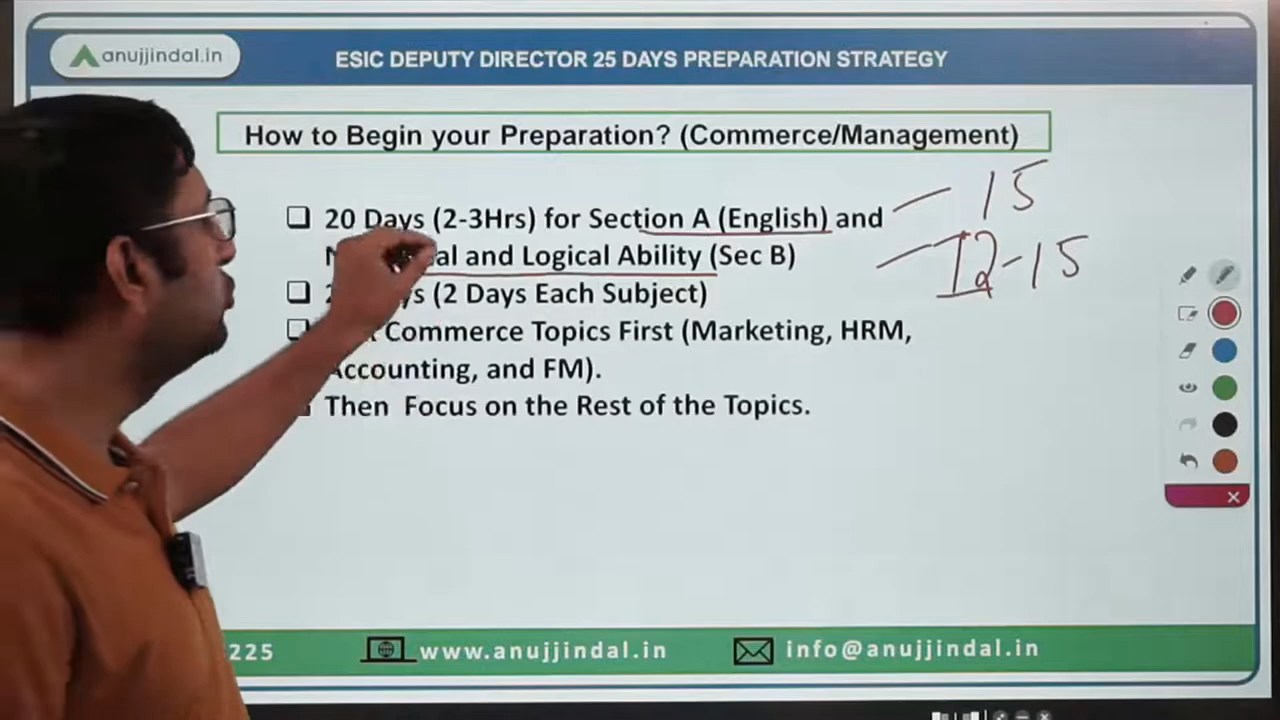 anujjindal.in
ESIC DEPUTY DIRECTOR 25 DAYS PREPARATION STRATEGY
How to Begin your Preparation? (Commerce/Management)
20 Days (2-3Hrs) for Section A (English) and
— 15
and Logical Ability (Sec B)
— 12-15
(2 Days Each Subject)
Commerce Topics First (Marketing, HRM,
Accounting, and FM).
Then Focus on the Rest of the Topics.
225
www.anujjindal.in
info@anujjindal.in